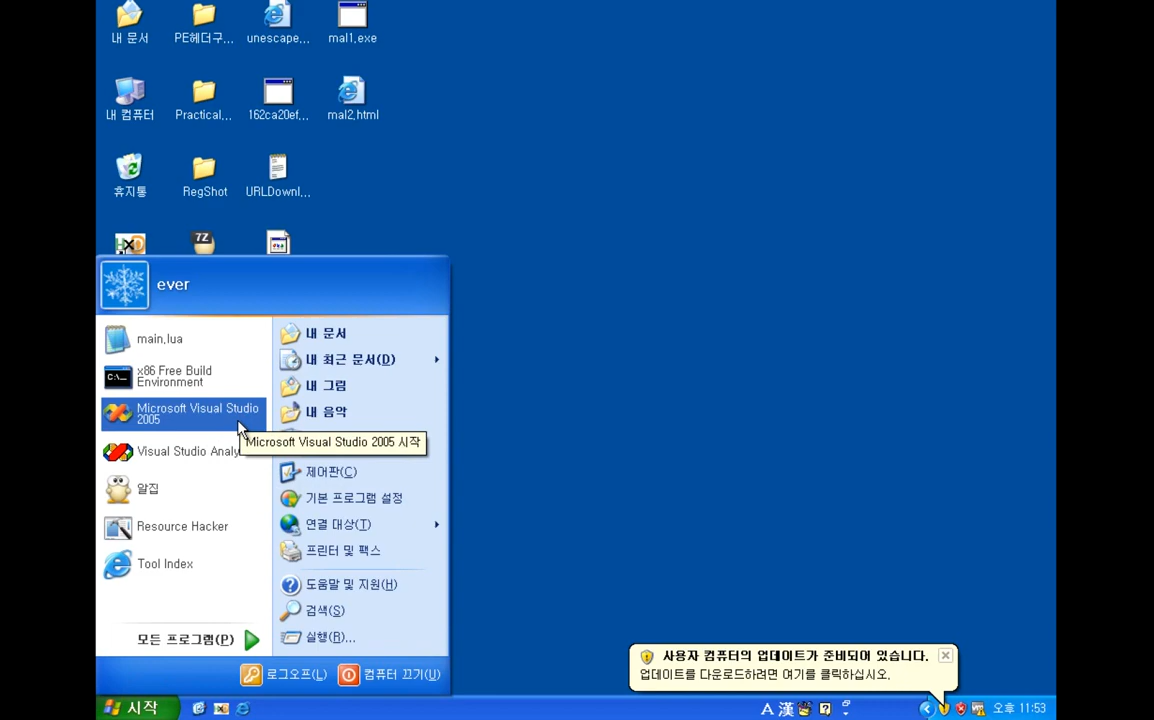 내 문서
PE헤더구...
unescape...
mal1.exe
내 컴퓨터
Practical...
162ca20ef...
mal2.html
휴지통
RegShot
URLDownl...
HXD
7Z
ever
main.lua
x86 Free Build
Environment
Microsoft Visual Studio
2005
Visual Studio Analy
알집
Resource Hacker
Tool Index
모든 프로그램(P)
내 문서
내 최근 문서(D)
내 그림
내 음악
Microsoft Visual Studio 2005 시작
제어판(C)
기본 프로그램 설정
연결 대상(T)
프린터 및 팩스
도움말 및 지원(H)
검색(S)
실행(R)...
로그오프(L)
컴퓨터 끄기(U)
사용자 컴퓨터의 업데이트가 준비되어 있습니다.
업데이트를 다운로드하려면 여기를 클릭하십시오.
시작
A 漢
오후 11:53